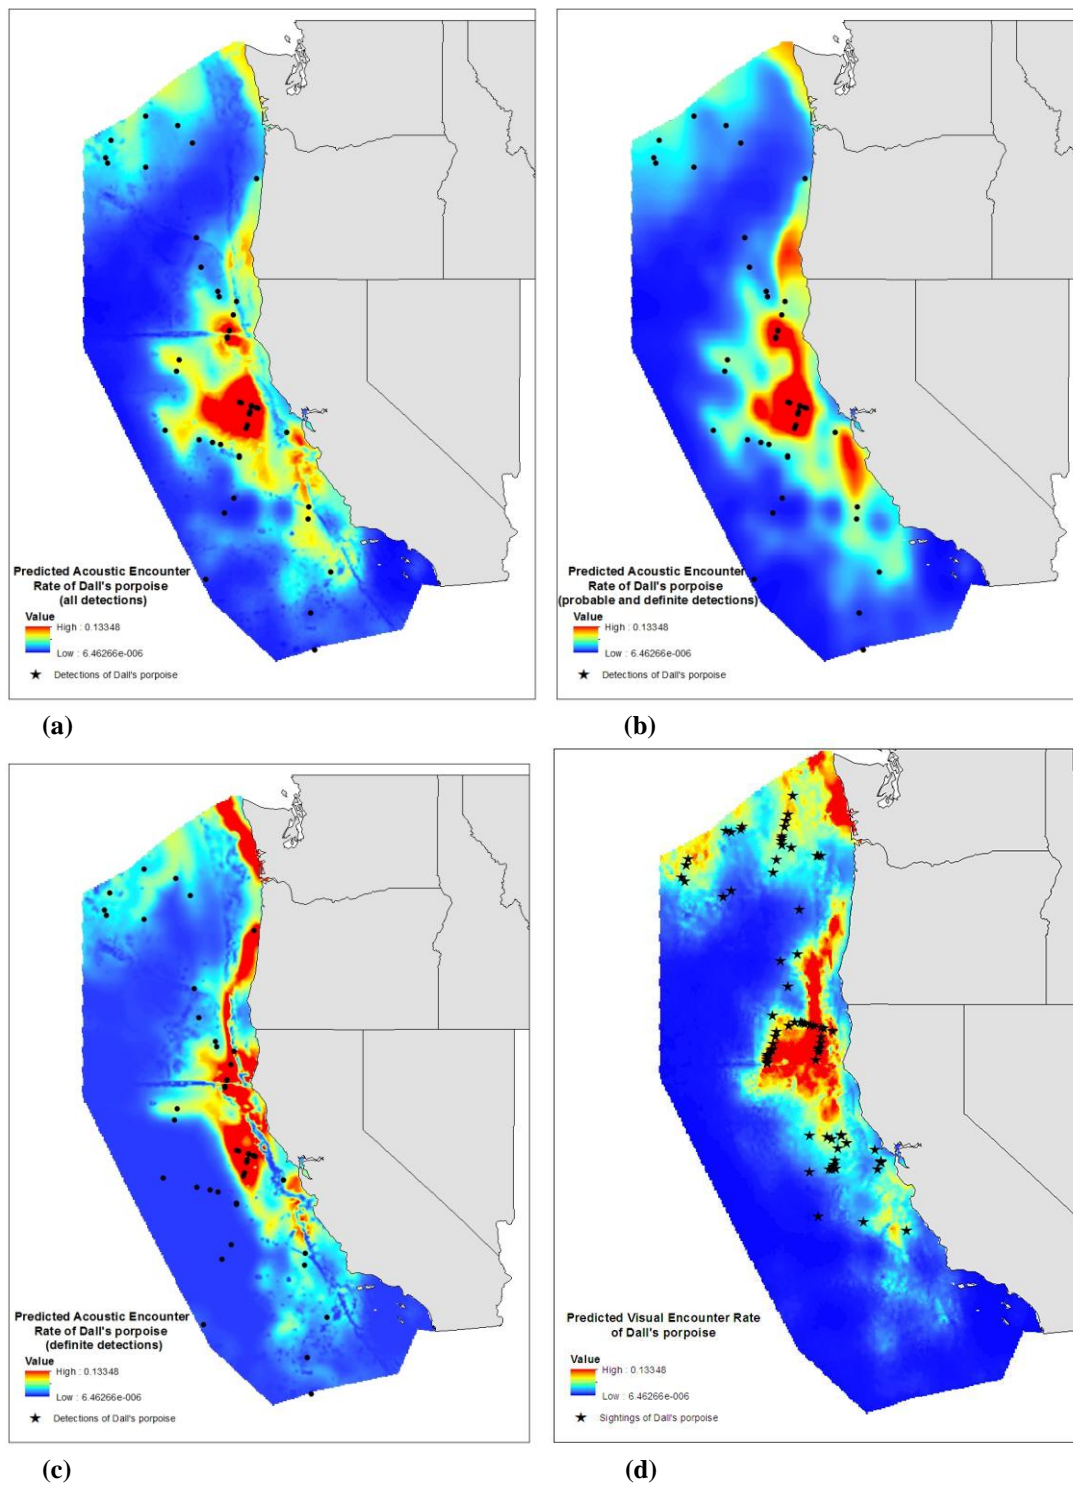 Predicted Acoustic Encounter
Rate of Dall's porpoise
(all detections)
Value
High : 0.13348
Low : 6.46266e-006
★ Detections of Dall's porpoise
(a)
Predicted Acoustic Encounter
Rate of Dall's porpoise
(probable and definite detections)
Value
High : 0.13348
Low : 6.46266e-006
★ Detections of Dall's porpoise
(b)
Predicted Acoustic Encounter
Rate of Dall's porpoise
(definite detections)
Value
High : 0.13348
Low : 6.46266e-006
★ Detections of Dall's porpoise
(c)
Predicted Visual Encounter Rate
of Dall's porpoise
Value
High : 0.13348
Low : 6.46266e-006
★ Sightings of Dall's porpoise
(d)